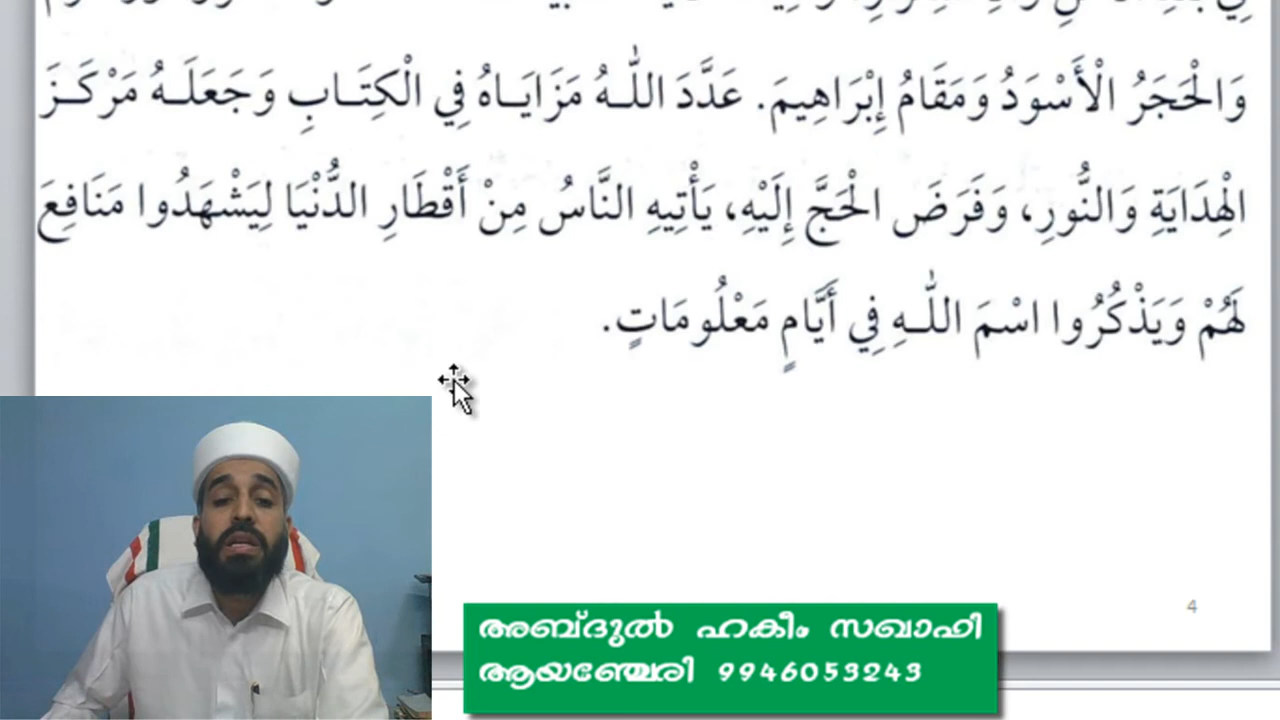 وَالْحَجَرُ الْأَسْوَدُ وَمَقَامُ إِبْرَاهِيمَ. عَدَّدَ اللّٰهُ مَزَايَاهُ فِي الْكِتَابِ وَجَعَلَهُ مَرْكَزَ
الْهِدَايَةِ وَالنُّورِ، وَفَرَضَ الْحَجَّ إِلَيْهِ، يَأْتِيهِ النَّاسُ مِنْ أَقْطَارِ الدُّنْيَا لِيَشْهَدُوا مَنَافِعَ
لَهُمْ وَيَذْكُرُوا اسْمَ اللّٰهِ فِي أَيَّامٍ مَعْلُومَاتٍ.
അബ്ദുൽ ഹകീം സഖാഫി
ആയഞ്ചേരി 9946053243
4